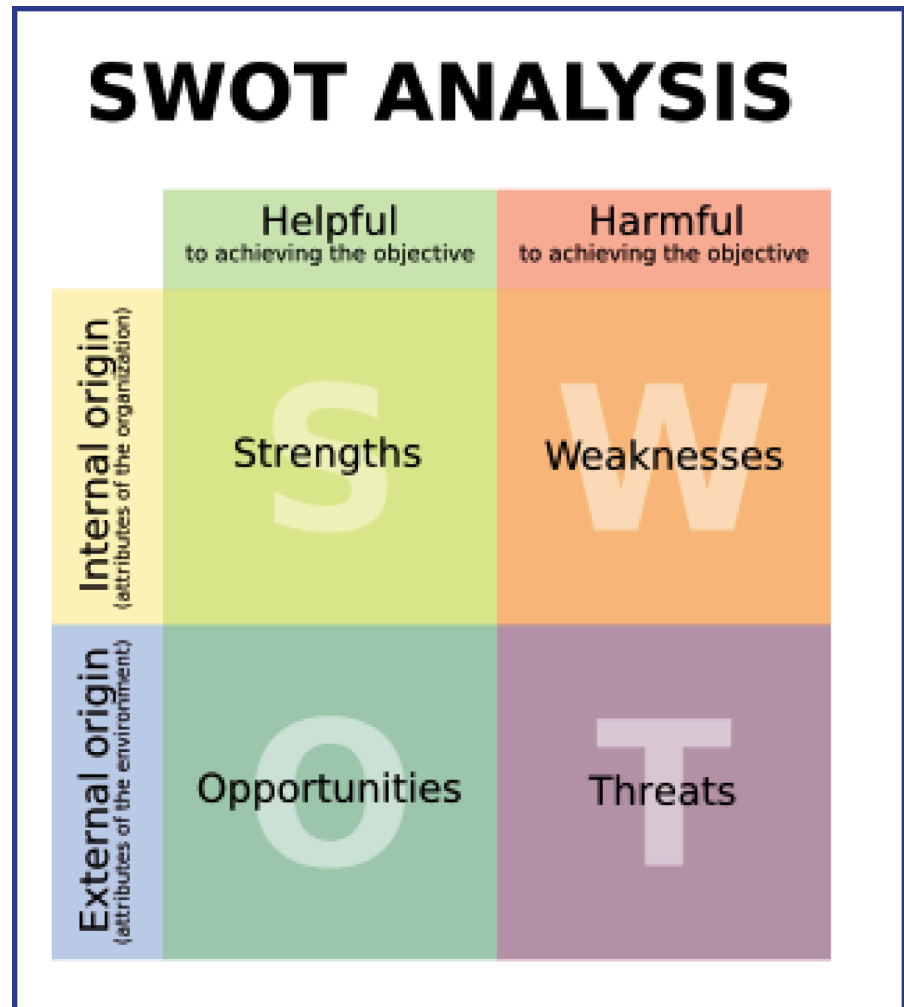 SWOT ANALYSIS
Helpful
to achieving the objective
Harmful
to achieving the objective
Internal origin
(attributes of the organization)
S
Strengths
W
Weaknesses
External origin
(attributes of the environment)
O
Opportunities
T
Threats